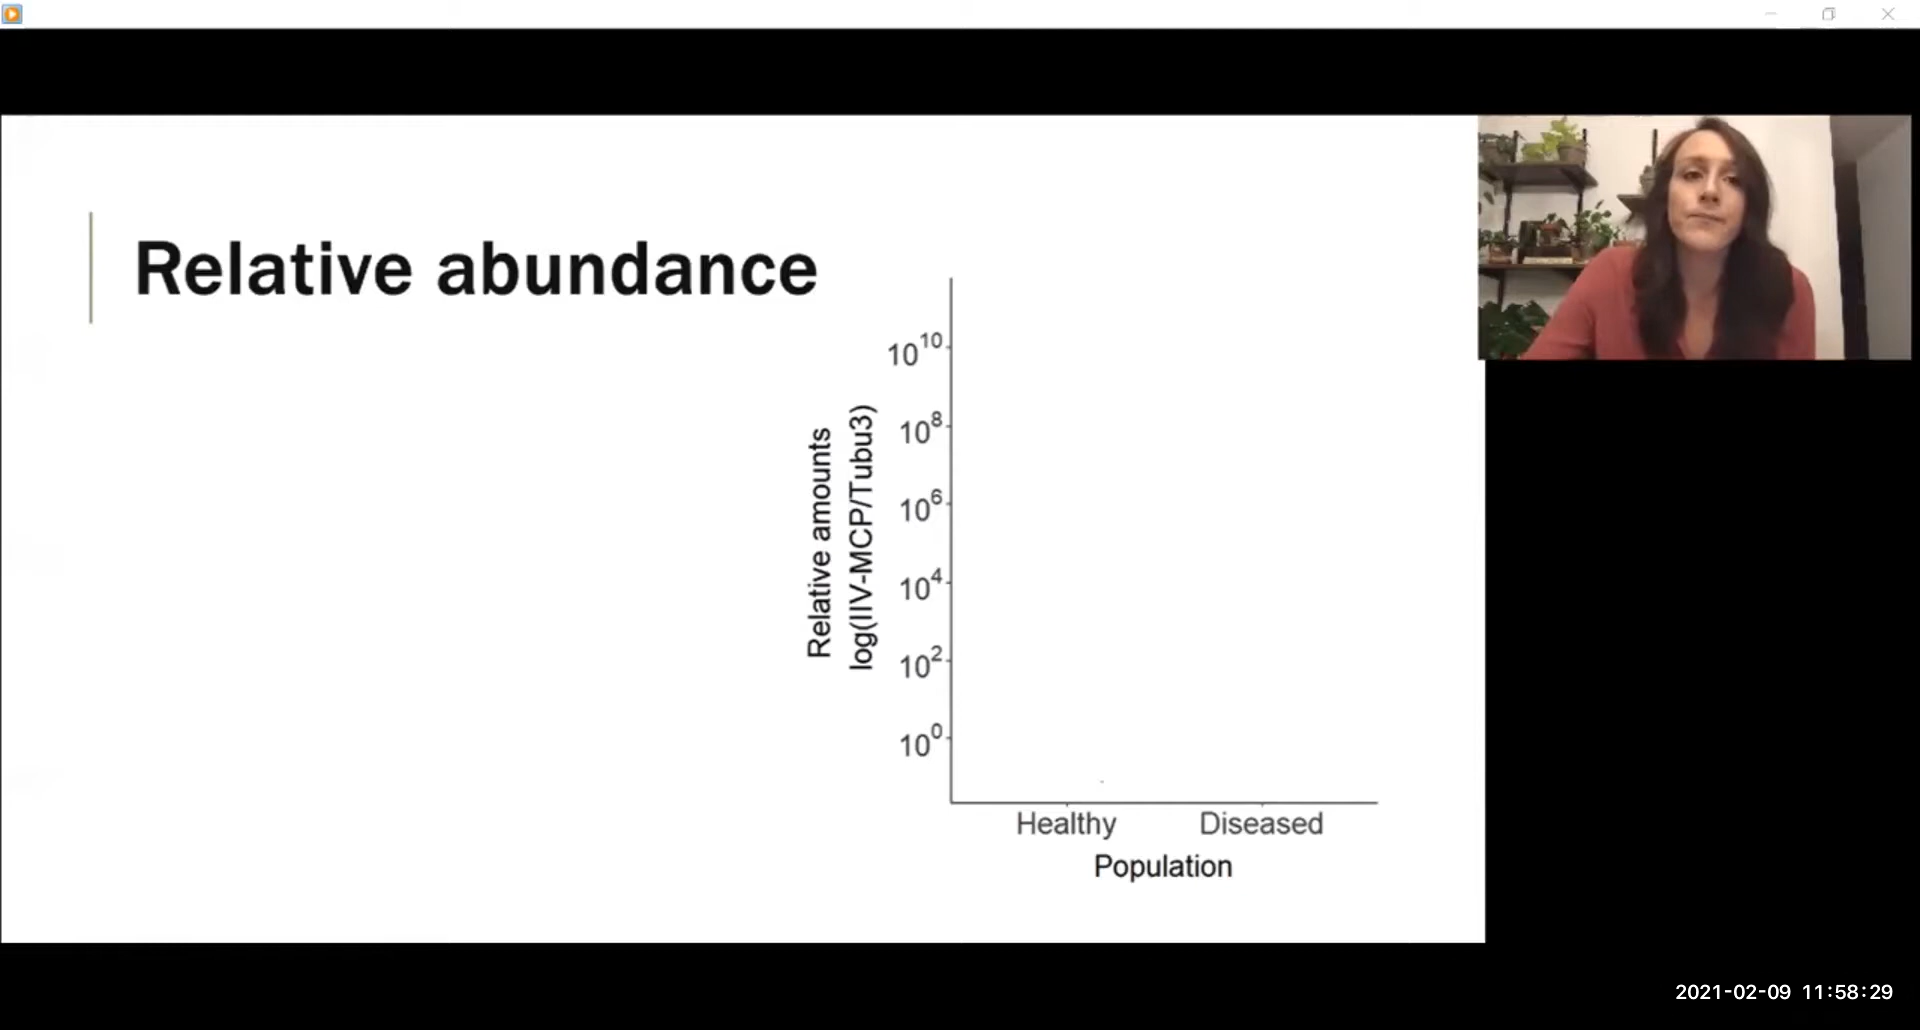 Relative abundance
Relative amounts
log(IIV-MCP/Tubu3)
10¹⁰
10⁸
10⁶
10⁴
10²
10⁰
Healthy Diseased
Population
2021-02-09 11:58:29